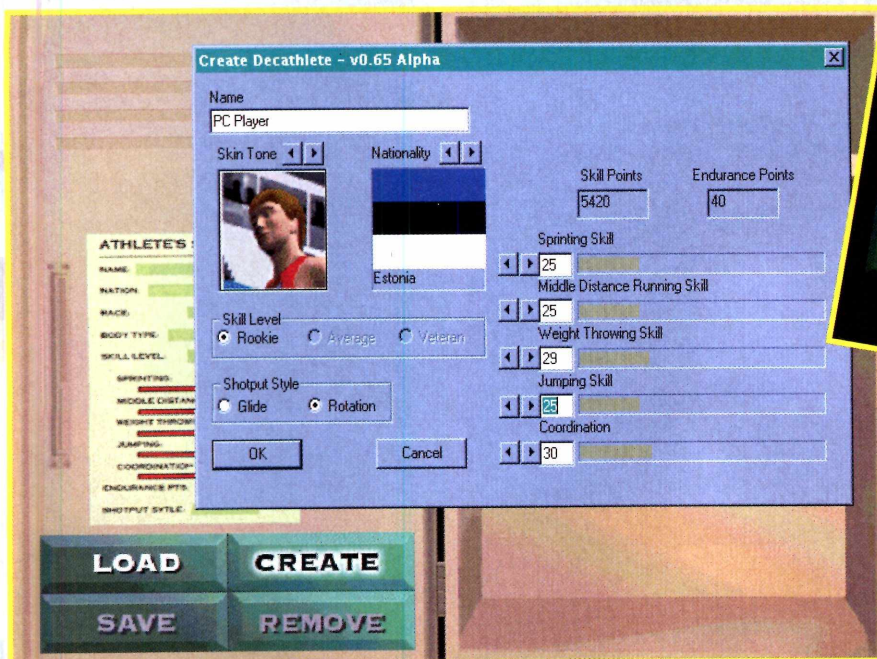 Create Decathlete - v0.65 Alpha
Name
PC Player
Skin Tone
Nationality
Estonia
Skill Points
Endurance Points
5420
40
Sprinting Skill
25
Middle Distance Running Skill
25
Weight Throwing Skill
29
Jumping Skill
25
Coordination
30
Skill Level
Rookie
Average
Veteran
Shotput Style
Glide
Rotation
OK
Cancel
ATHLETE'S
NAME:
NATION:
RACE:
BODY TYPE:
SKILL LEVEL:
SPRINTING:
MIDDLE DISTAN
WEIGHT THROWI
JUMPING:
COORDINATION
ENDURANCE PTS
SHOTPUT SYTLE:
LOAD
CREATE
SAVE
REMOVE